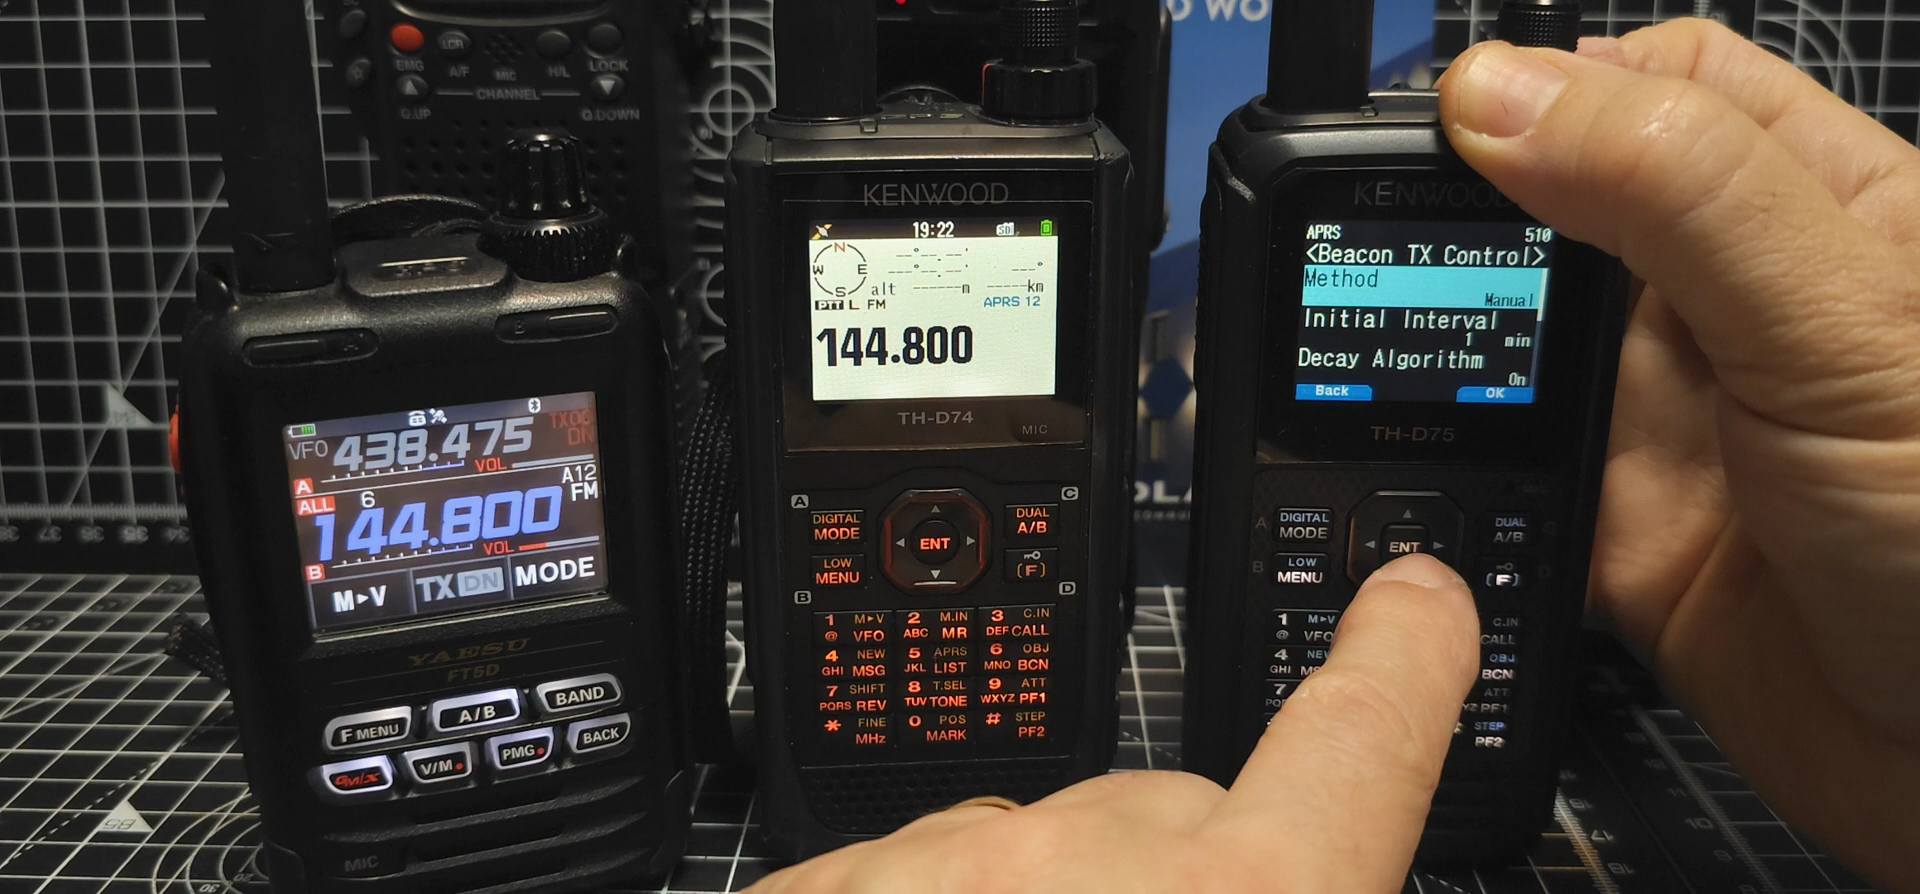 EMG
LCR
A/F
MIC
H/L
LOCK
CHANNEL
Q.UP
Q.DOWN
D WO
VFO
438.475
VOL
A
ALL
6
A12
FM
144.800
VOL
B
M►V
TX DN
MODE
YAESU
FT5D
F MENU
A/B
BAND
GM/X
V/M
PMG
BACK
MIC
KENWOOD
19:22
SD
N
W E
S
alt m km
PTT L FM
APRS 12
144.800
TH-D74
MIC
A
C
DIGITAL
MODE
DUAL
A/B
ENT
LOW
MENU
(F)
B
D
1 M►V 2 M.IN 3 C.IN
@ VFO ABC MR DEF CALL
4 NEW 5 APRS 6 OBJ
GHI MSG JKL LIST MNO BCN
7 SHIFT 8 T.SEL 9 ATT
PQRS REV TUV TONE WXYZ PF1
* FINE 0 POS # STEP
MHz MARK PF2
KENWOOD
APRS 510
<Beacon TX Control>
Method
Manual
Initial Interval
1 min
Decay Algorithm
On
Back OK
TH-D75
A
DIGITAL
MODE
DUAL
A/B
ENT
B
LOW
MENU
(F)
1 M►V
@ VFO
C.IN
CALL
4
GHI
OBJ
BCN
7
ATT
PF1
STEP
PF2